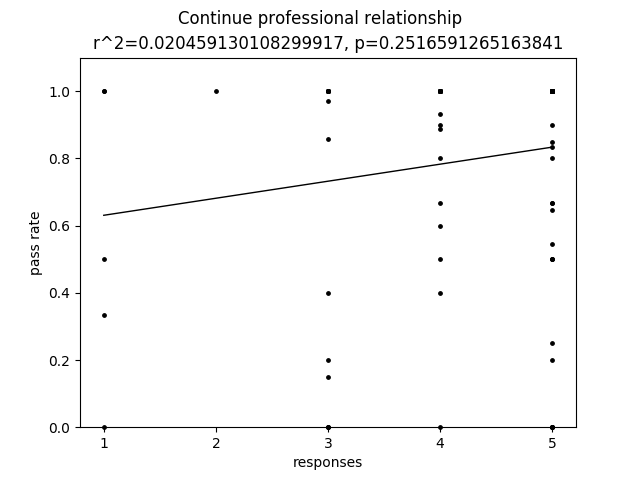 Continue professional relationship
r^2=0.020459130108299917, p=0.2516591265163841
1.0
0.8
0.6
0.4
0.2
0.0
pass rate
1 2 3 4 5
responses